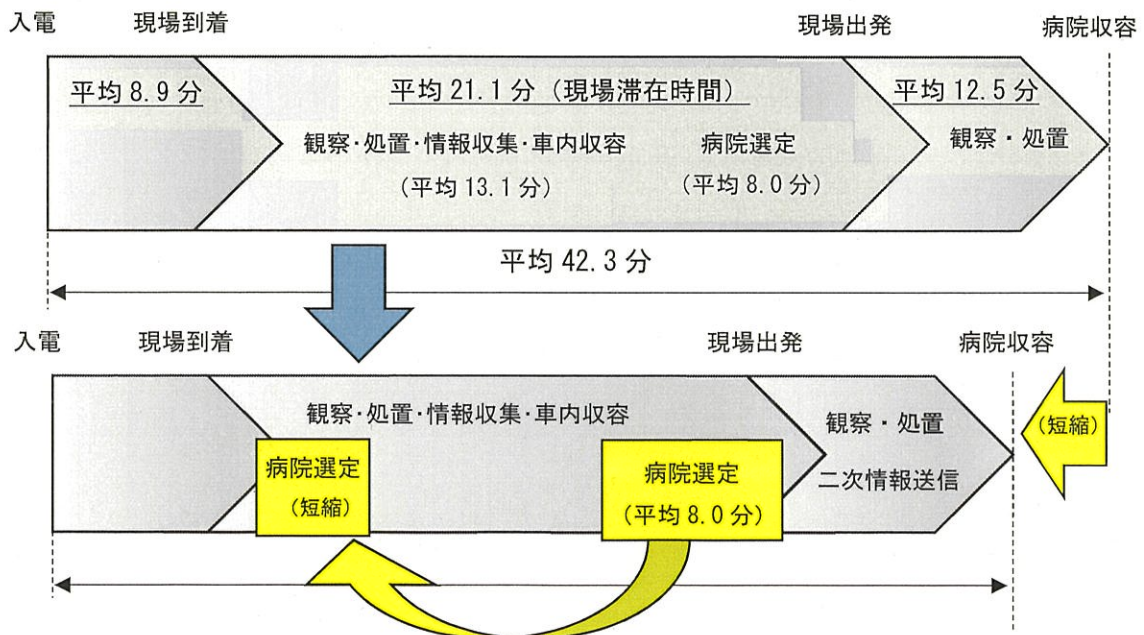 入電
現場到着
現場出発
病院収容
平均 8.9 分
平均 21.1 分（現場滞在時間）
平均 12.5 分
観察・処置・情報収集・車内収容
（平均 13.1 分）
病院選定
（平均 8.0 分）
観察・処置
平均 42.3 分
入電
現場到着
現場出発
病院収容
観察・処置・情報収集・車内収容
病院選定
（短縮）
病院選定
（平均 8.0 分）
観察・処置
二次情報送信
（短縮）